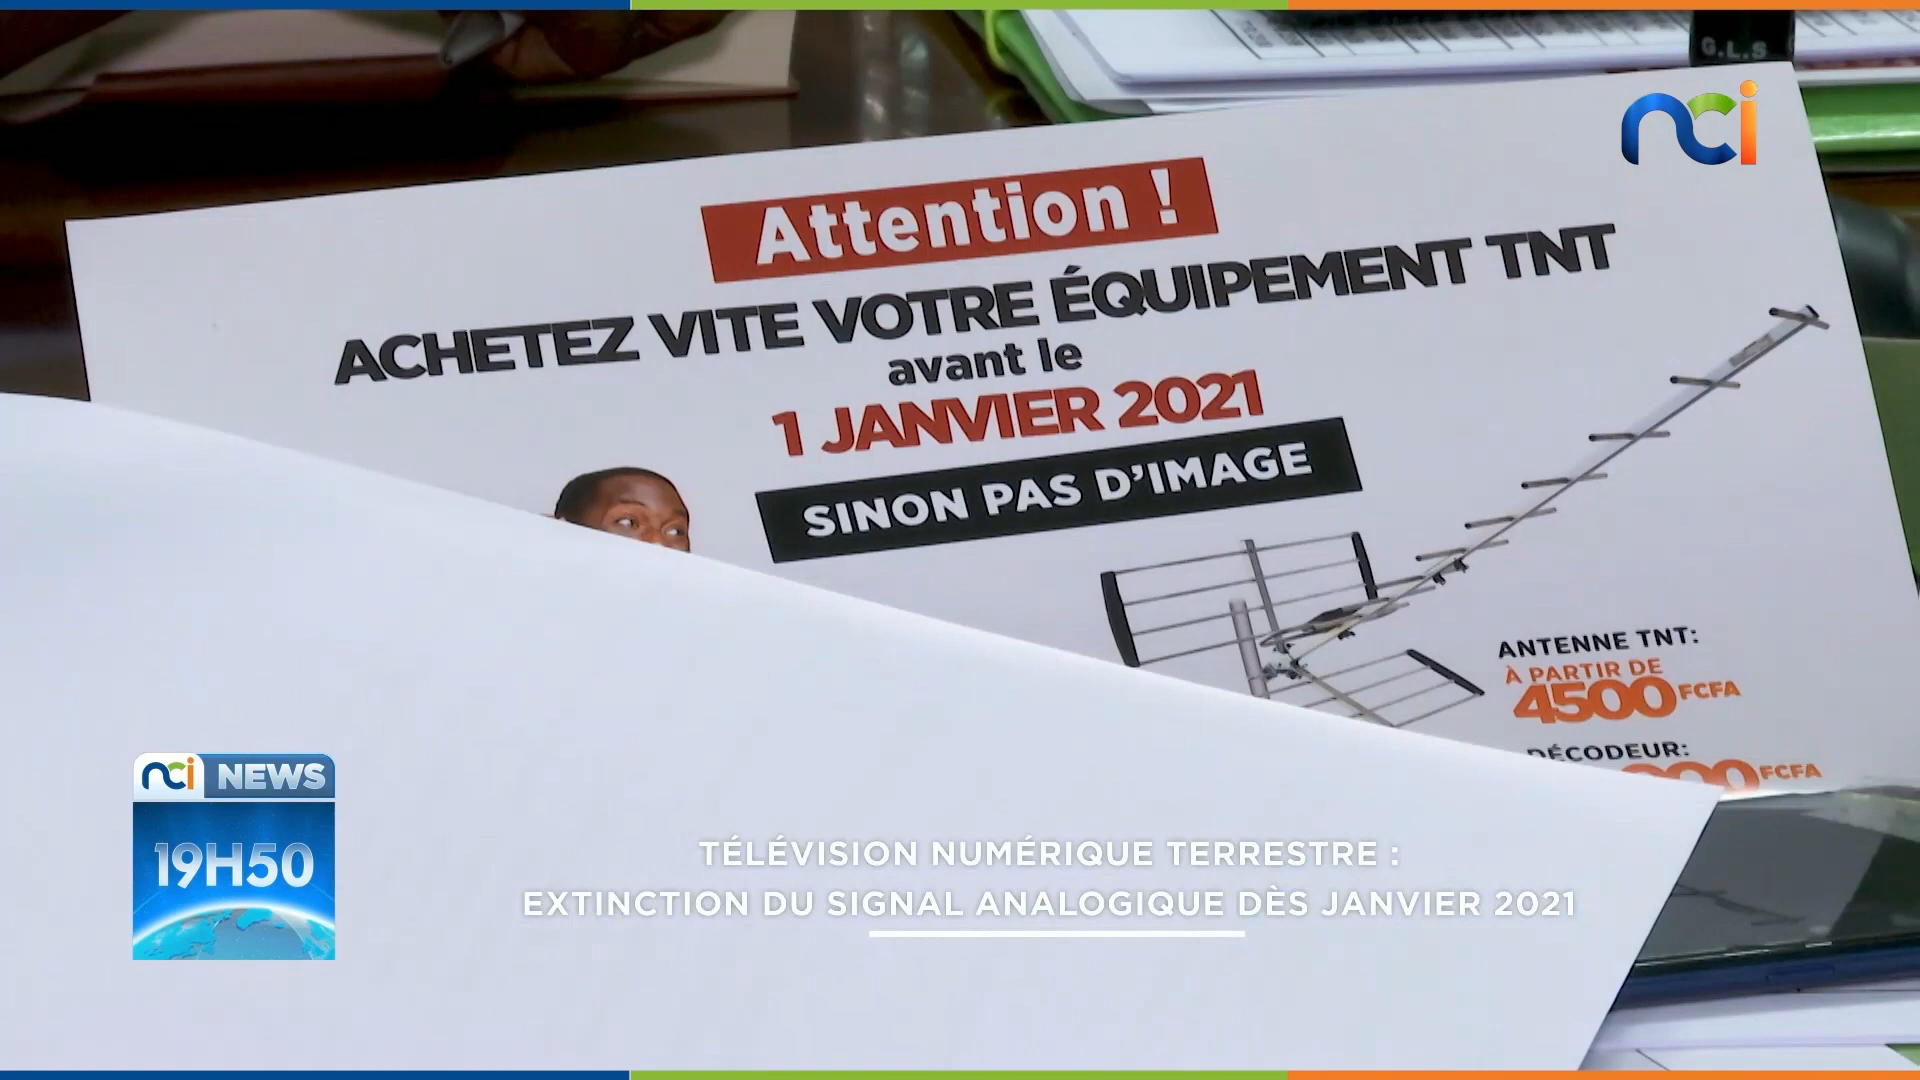 G.L.S
nci
Attention !
ACHETEZ VITE VOTRE ÉQUIPEMENT TNT
avant le
1 JANVIER 2021
SINON PAS D'IMAGE
ANTENNE TNT:
À PARTIR DE
4500 FCFA
DÉCODEUR:
FCFA
nci NEWS
19H50
TÉLÉVISION NUMÉRIQUE TERRESTRE :
EXTINCTION DU SIGNAL ANALOGIQUE DÈS JANVIER 2021